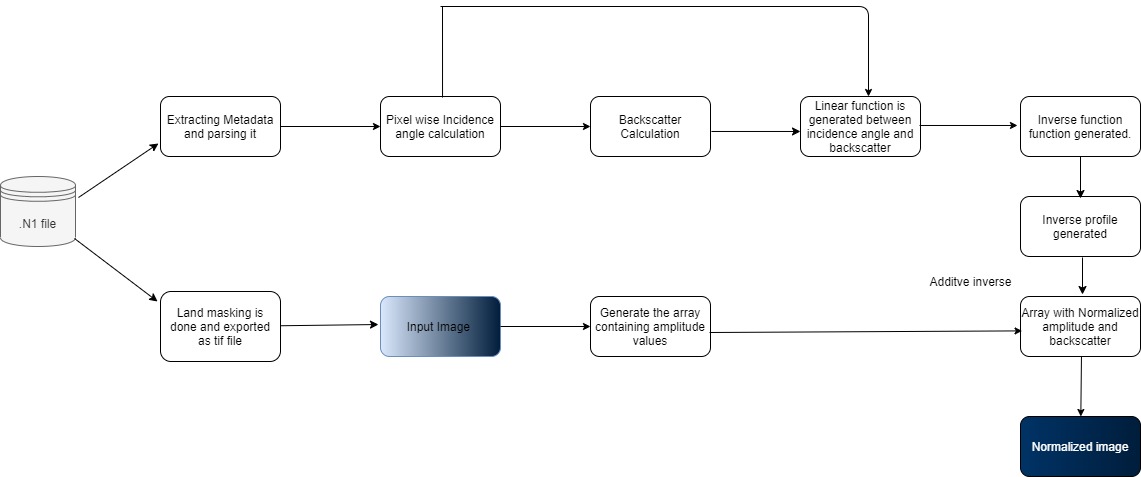 Extracting Metadata
and parsing it
Pixel wise Incidence
angle calculation
Backscatter
Calculation
Linear function is
generated between
incidence angle and
backscatter
Inverse function
function generated.
.N1 file
Inverse profile
generated
Additve inverse
Land masking is
done and exported
as tif file
Input Image
Generate the array
containing amplitude
values
Array with Normalized
amplitude and
backscatter
Normalized image